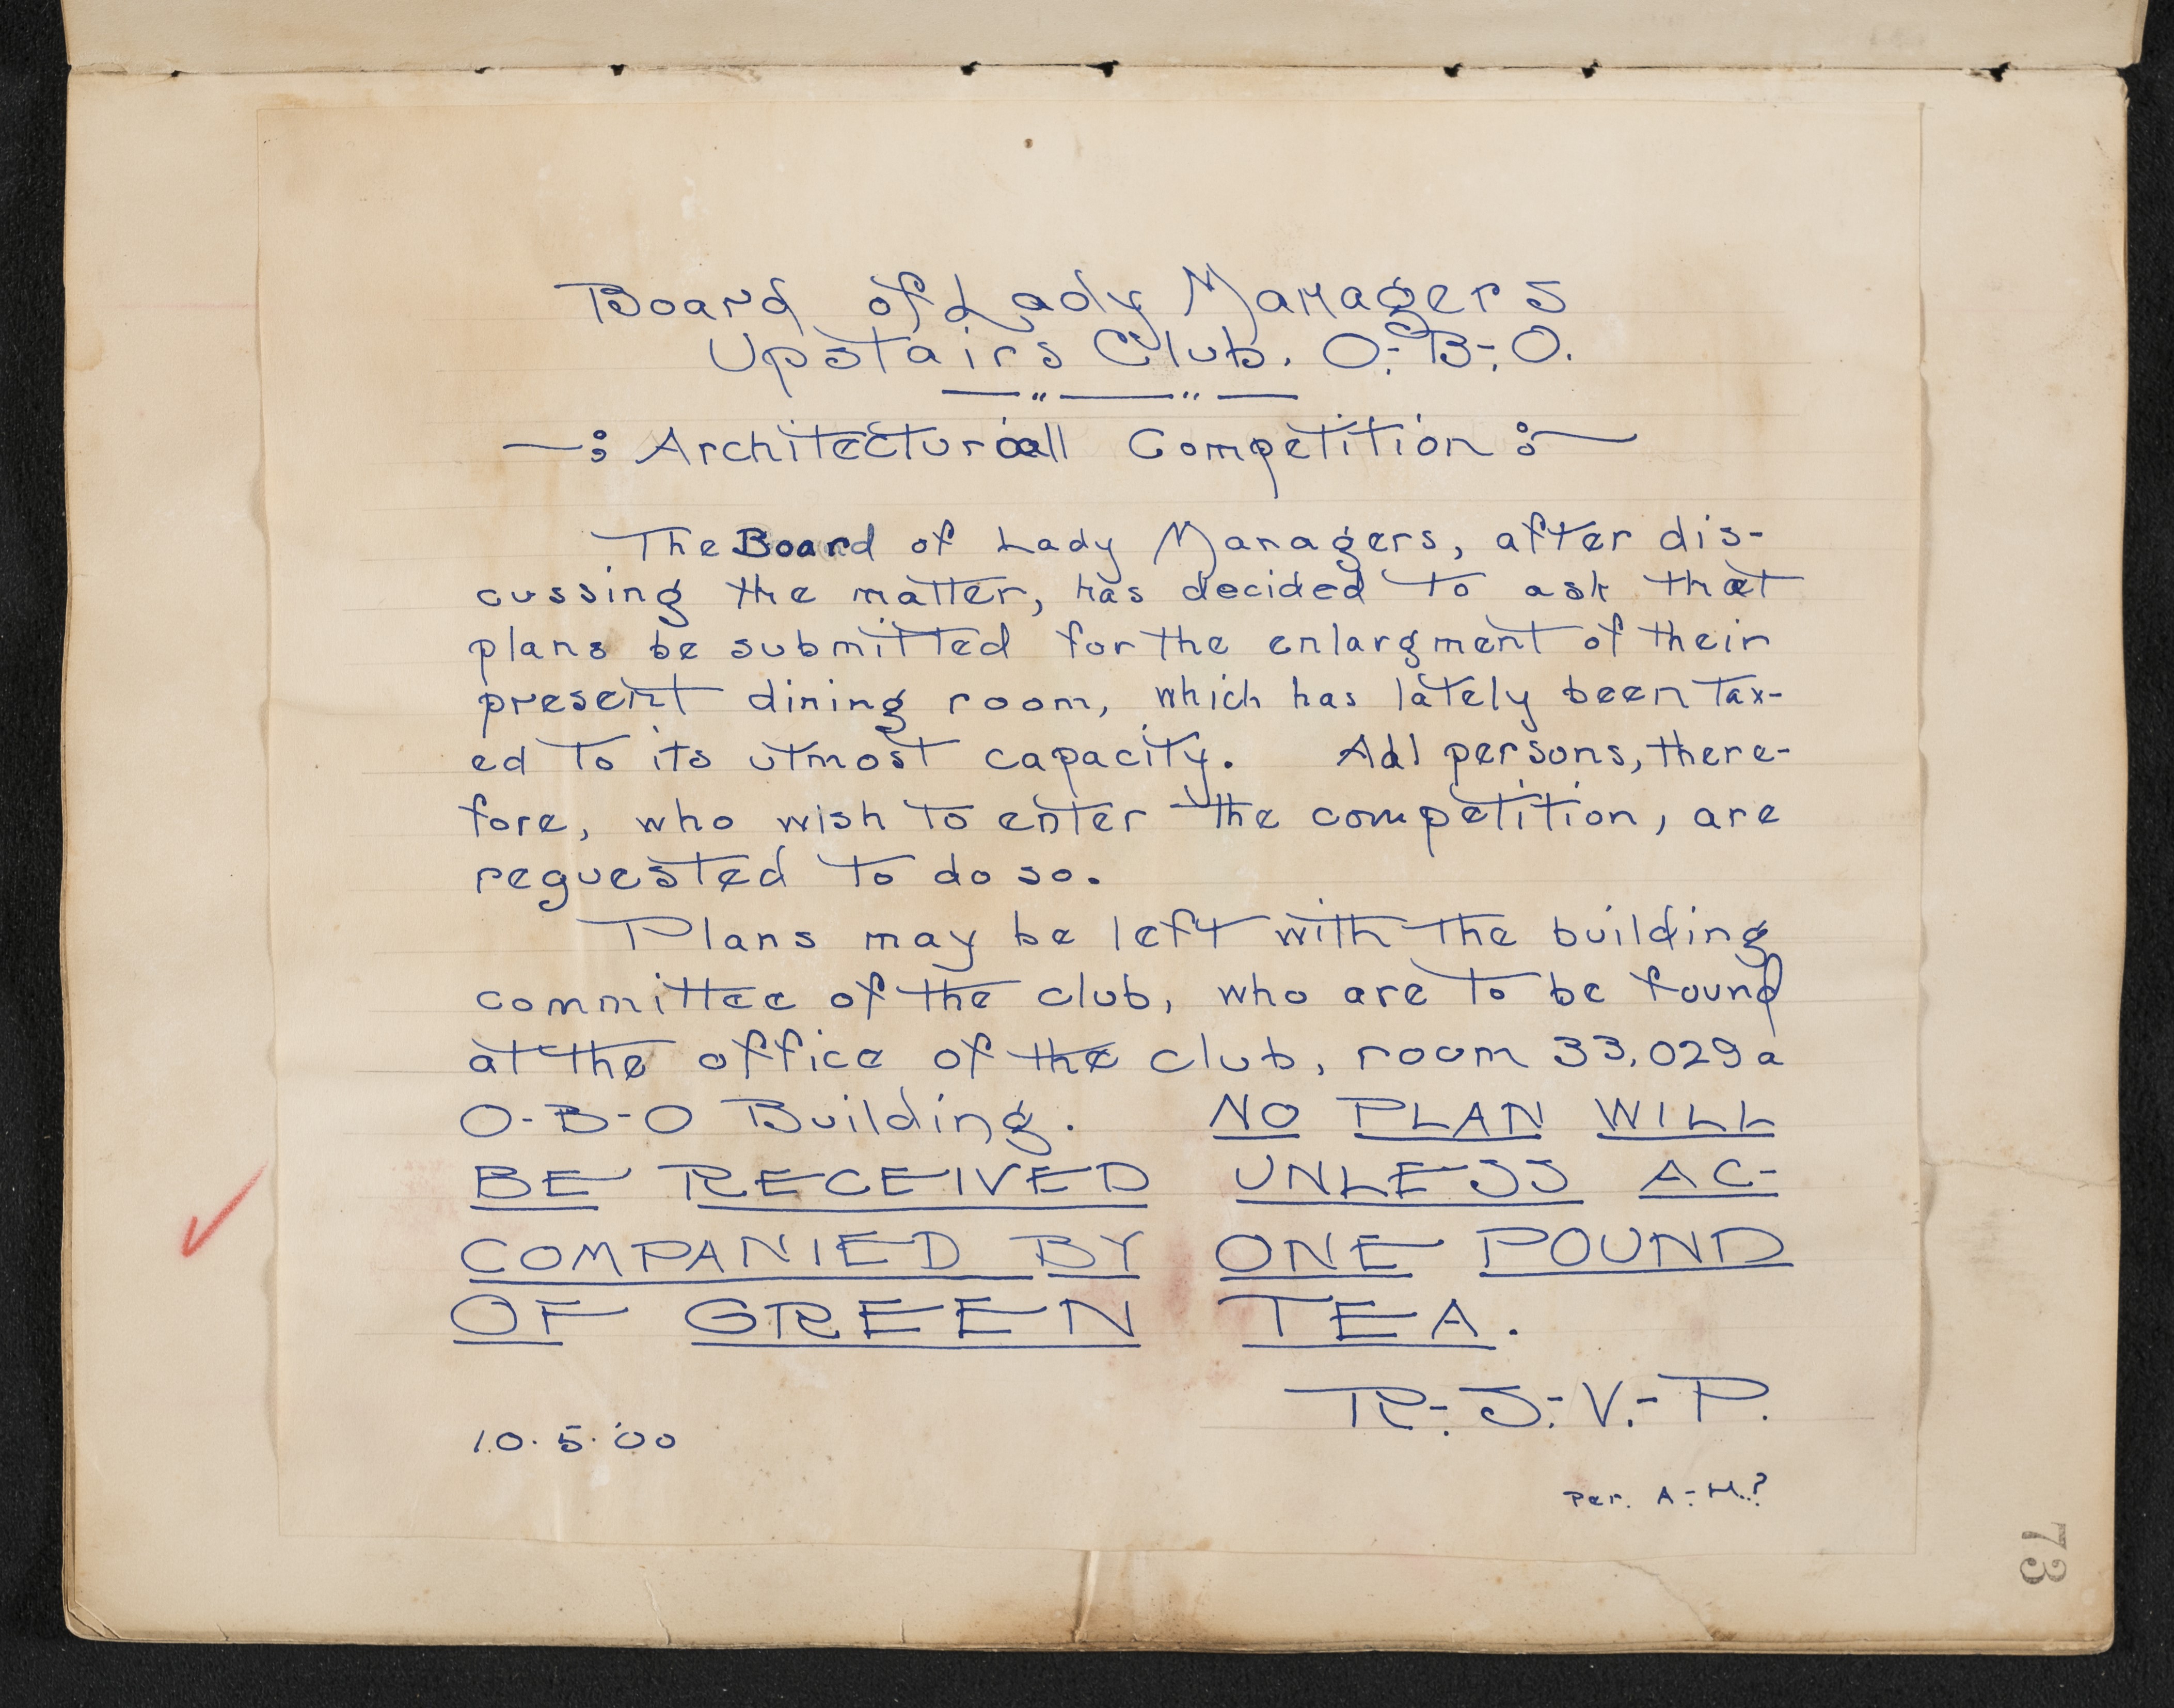 Board of Lady Managers
Upstairs Club. O.-B-.O.
— " — " —
—: Architectural Competition :—
The Board of Lady Managers, after dis-
cussing the matter, has decided to ask that
plans be submitted for the enlargment of their
present dining room, which has lately been tax-
ed to its utmost capacity. All persons, there-
fore, who wish to enter the competition, are
requested to do so.
Plans may be left with the building
committee of the club, who are to be found
at the office of the club, room 33,029a
O-B-O Building. NO PLAN WILL
BE RECEIVED UNLESS AC-
COMPANIED BY ONE POUND
OF GREEN TEA.
R.-S.-V.-P.
10.5.'00
Per. A-M.?
73